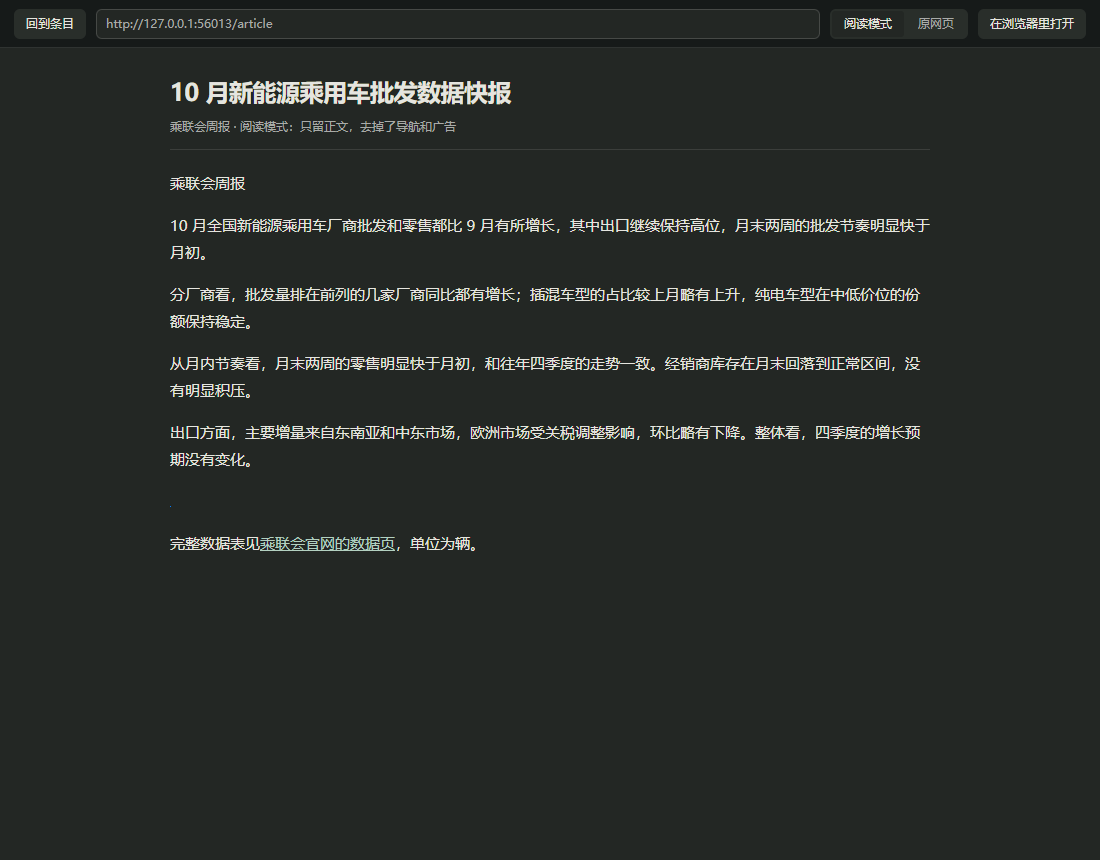 回到条目
http://127.0.0.1:56013/article
阅读模式
原网页
在浏览器里打开
10 月新能源乘用车批发数据快报
乘联会周报 · 阅读模式：只留正文，去掉了导航和广告
乘联会周报
10 月全国新能源乘用车厂商批发和零售都比 9 月有所增长，其中出口继续保持高位，月末两周的批发节奏明显快于
月初。
分厂商看，批发量排在前列的几家厂商同比都有增长；插混车型的占比较上月略有上升，纯电车型在中低价位的份
额保持稳定。
从月内节奏看，月末两周的零售明显快于月初，和往年四季度的走势一致。经销商库存在月末回落到正常区间，没
有明显积压。
出口方面，主要增量来自东南亚和中东市场，欧洲市场受关税调整影响，环比略有下降。整体看，四季度的增长预
期没有变化。
完整数据表见乘联会官网的数据页，单位为辆。